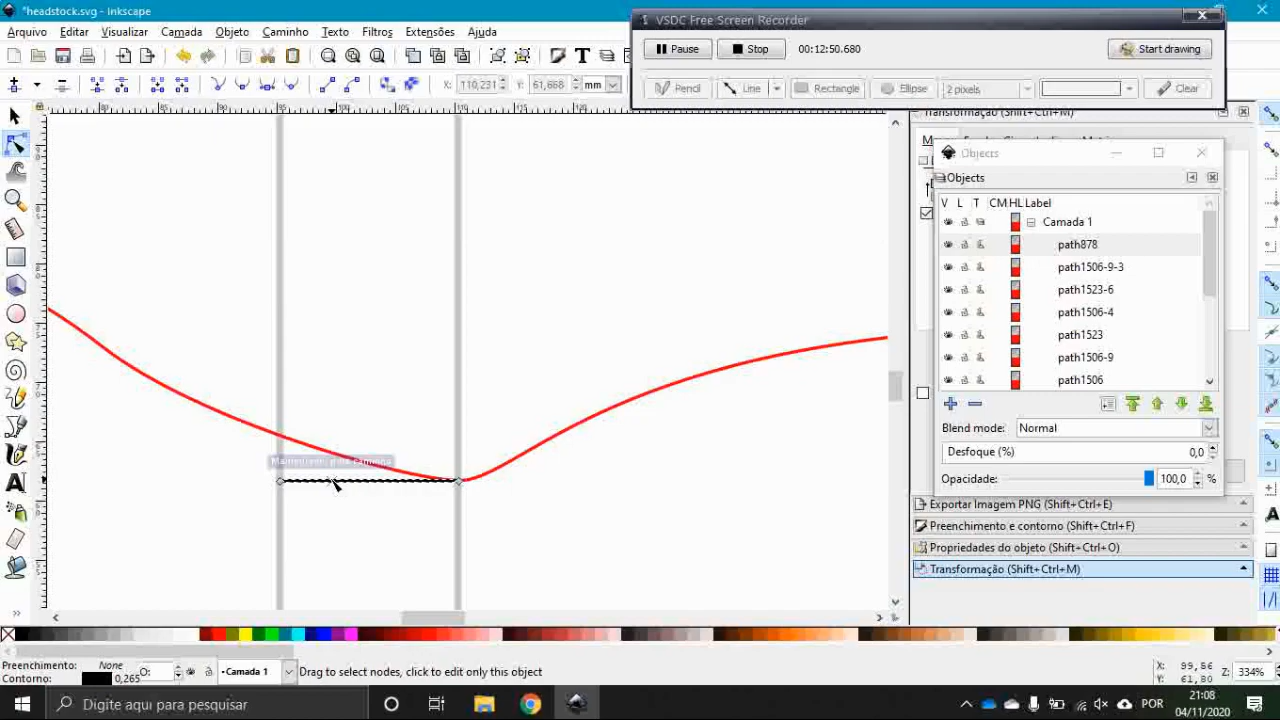 *headstock.svg - Inkscape
VSDC Free Screen Recorder
Arquivo Editar Visualizar Camada Objeto Caminho Texto Filtros Extensões Ajuda
Pause Stop 00:12:50.680 Start drawing
X: 110,231 Y: 61,668 mm
Pencil Line Rectangle Ellipse 2 pixels Clear
Transformação (Shift+Ctrl+M)
Objects
Objects
V L T CM HL Label
Camada 1
path878
path1506-9-3
path1523-6
path1506-4
path1523
path1506-9
path1506
Blend mode: Normal
Desfoque (%) 0,0
Opacidade: 100,0 %
Exportar Imagem PNG (Shift+Ctrl+E)
Preenchimento e contorno (Shift+Ctrl+F)
Propriedades do objeto (Shift+Ctrl+O)
Transformação (Shift+Ctrl+M)
Preenchimento: None
Contorno: 0,265
O:
•Camada 1
Drag to select nodes, click to edit only this object
X: 99,86
Y: 61,80
Z: 334%
Digite aqui para pesquisar
POR
21:08
04/11/2020